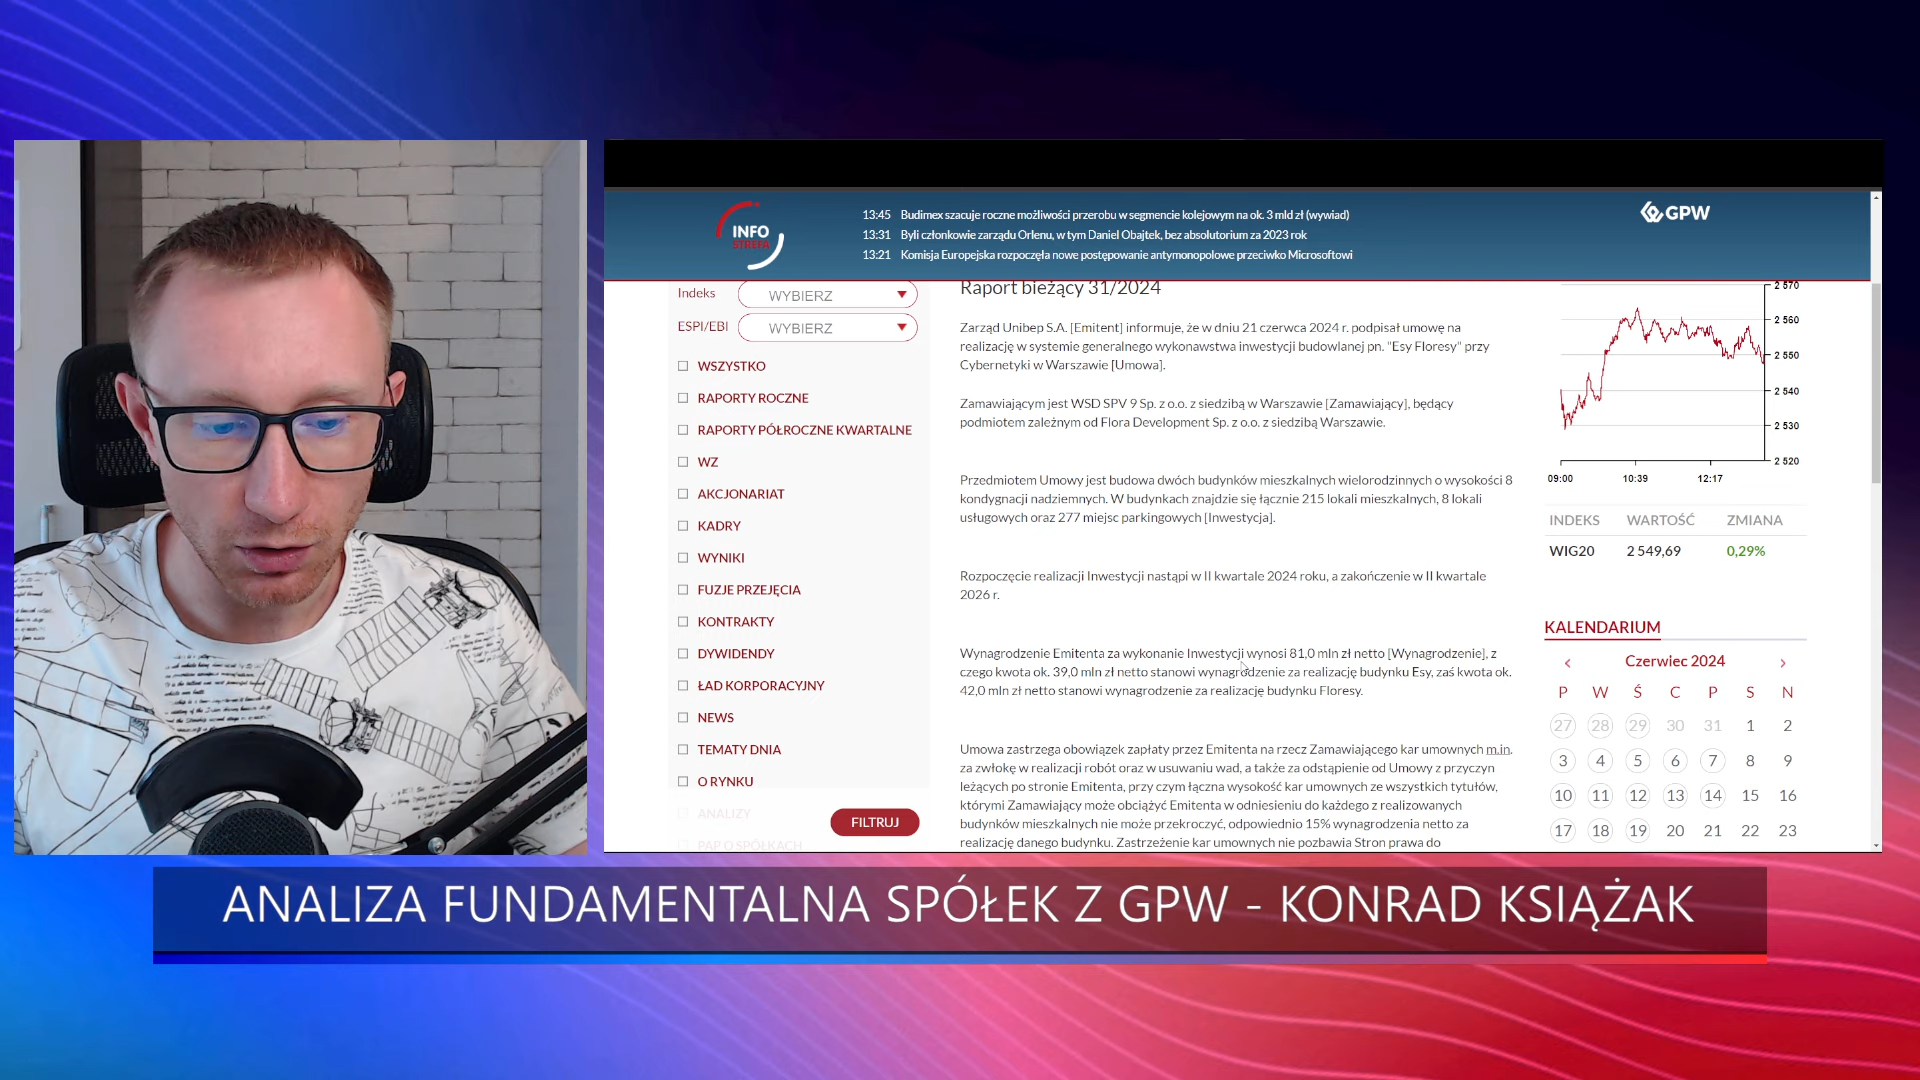 INFO
STREFA
13:45 Budimex szacuje roczne możliwości przerobu w segmencie kolejowym na ok. 3 mld zł (wywiad)
13:31 Byli członkowie zarządu Orlenu, w tym Daniel Obajtek, bez absolutorium za 2023 rok
13:21 Komisja Europejska rozpoczęła nowe postępowanie antymonopolowe przeciwko Microsoftowi
GPW
Indeks WYBIERZ
ESPI/EBI WYBIERZ
WSZYSTKO
RAPORTY ROCZNE
RAPORTY PÓŁROCZNE KWARTALNE
WZ
AKCJONARIAT
KADRY
WYNIKI
FUZJE PRZEJĘCIA
KONTRAKTY
DYWIDENDY
ŁAD KORPORACYJNY
NEWS
TEMATY DNIA
O RYNKU
ANALIZY
PAP O SPÓŁKACH
FILTRUJ
Raport bieżący 31/2024
Zarząd Unibep S.A. [Emitent] informuje, że w dniu 21 czerwca 2024 r. podpisał umowę na
realizację w systemie generalnego wykonawstwa inwestycji budowlanej pn. "Esy Floresy" przy
Cybernetyki w Warszawie [Umowa].
Zamawiającym jest WSD SPV 9 Sp. z o.o. z siedzibą w Warszawie [Zamawiający], będący
podmiotem zależnym od Flora Development Sp. z o.o. z siedzibą Warszawie.
Przedmiotem Umowy jest budowa dwóch budynków mieszkalnych wielorodzinnych o wysokości 8
kondygnacji nadziemnych. W budynkach znajdzie się łącznie 215 lokali mieszkalnych, 8 lokali
usługowych oraz 277 miejsc parkingowych [Inwestycja].
Rozpoczęcie realizacji Inwestycji nastąpi w II kwartale 2024 roku, a zakończenie w II kwartale
2026 r.
Wynagrodzenie Emitenta za wykonanie Inwestycji wynosi 81,0 mln zł netto [Wynagrodzenie], z
czego kwota ok. 39,0 mln zł netto stanowi wynagrodzenie za realizację budynku Esy, zaś kwota ok.
42,0 mln zł netto stanowi wynagrodzenie za realizację budynku Floresy.
Umowa zastrzega obowiązek zapłaty przez Emitenta na rzecz Zamawiającego kar umownych m.in.
za zwłokę w realizacji robót oraz w usuwaniu wad, a także za odstąpienie od Umowy z przyczyn
leżących po stronie Emitenta, przy czym łączna wysokość kar umownych ze wszystkich tytułów,
którymi Zamawiający może obciążyć Emitenta w odniesieniu do każdego z realizowanych
budynków mieszkalnych nie może przekroczyć, odpowiednio 15% wynagrodzenia netto za
realizację danego budynku. Zastrzeżenie kar umownych nie pozbawia Stron prawa do
2 570
2 560
2 550
2 540
2 530
2 520
09:00 10:39 12:17
INDEKS WARTOŚĆ ZMIANA
WIG20 2 549,69 0,29%
KALENDARIUM
‹ Czerwiec 2024 ›
P W Ś C P S N
27 28 29 30 31 1 2
3 4 5 6 7 8 9
10 11 12 13 14 15 16
17 18 19 20 21 22 23
ANALIZA FUNDAMENTALNA SPÓŁEK Z GPW - KONRAD KSIĄŻAK